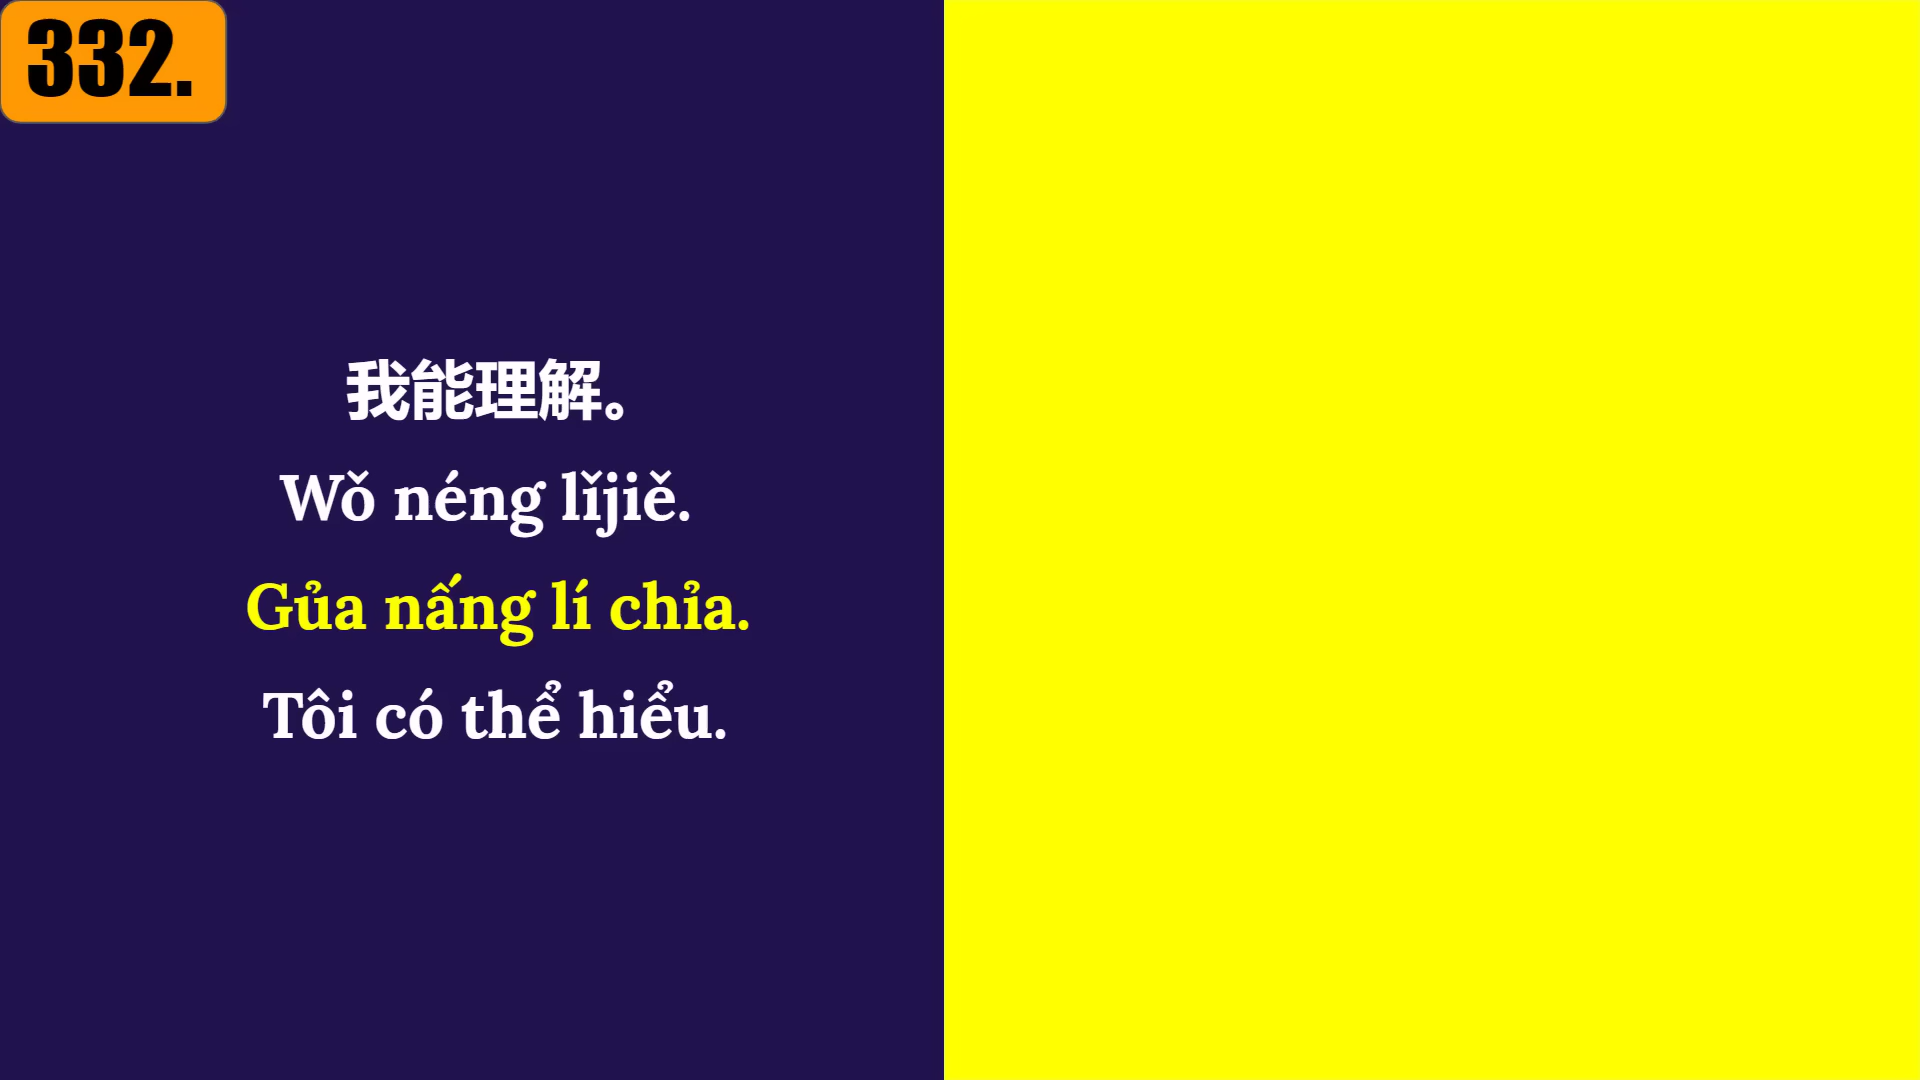 332.
我能理解。
Wǒ néng lǐjiě.
Gủa nấng lí chỉa.
Tôi có thể hiểu.